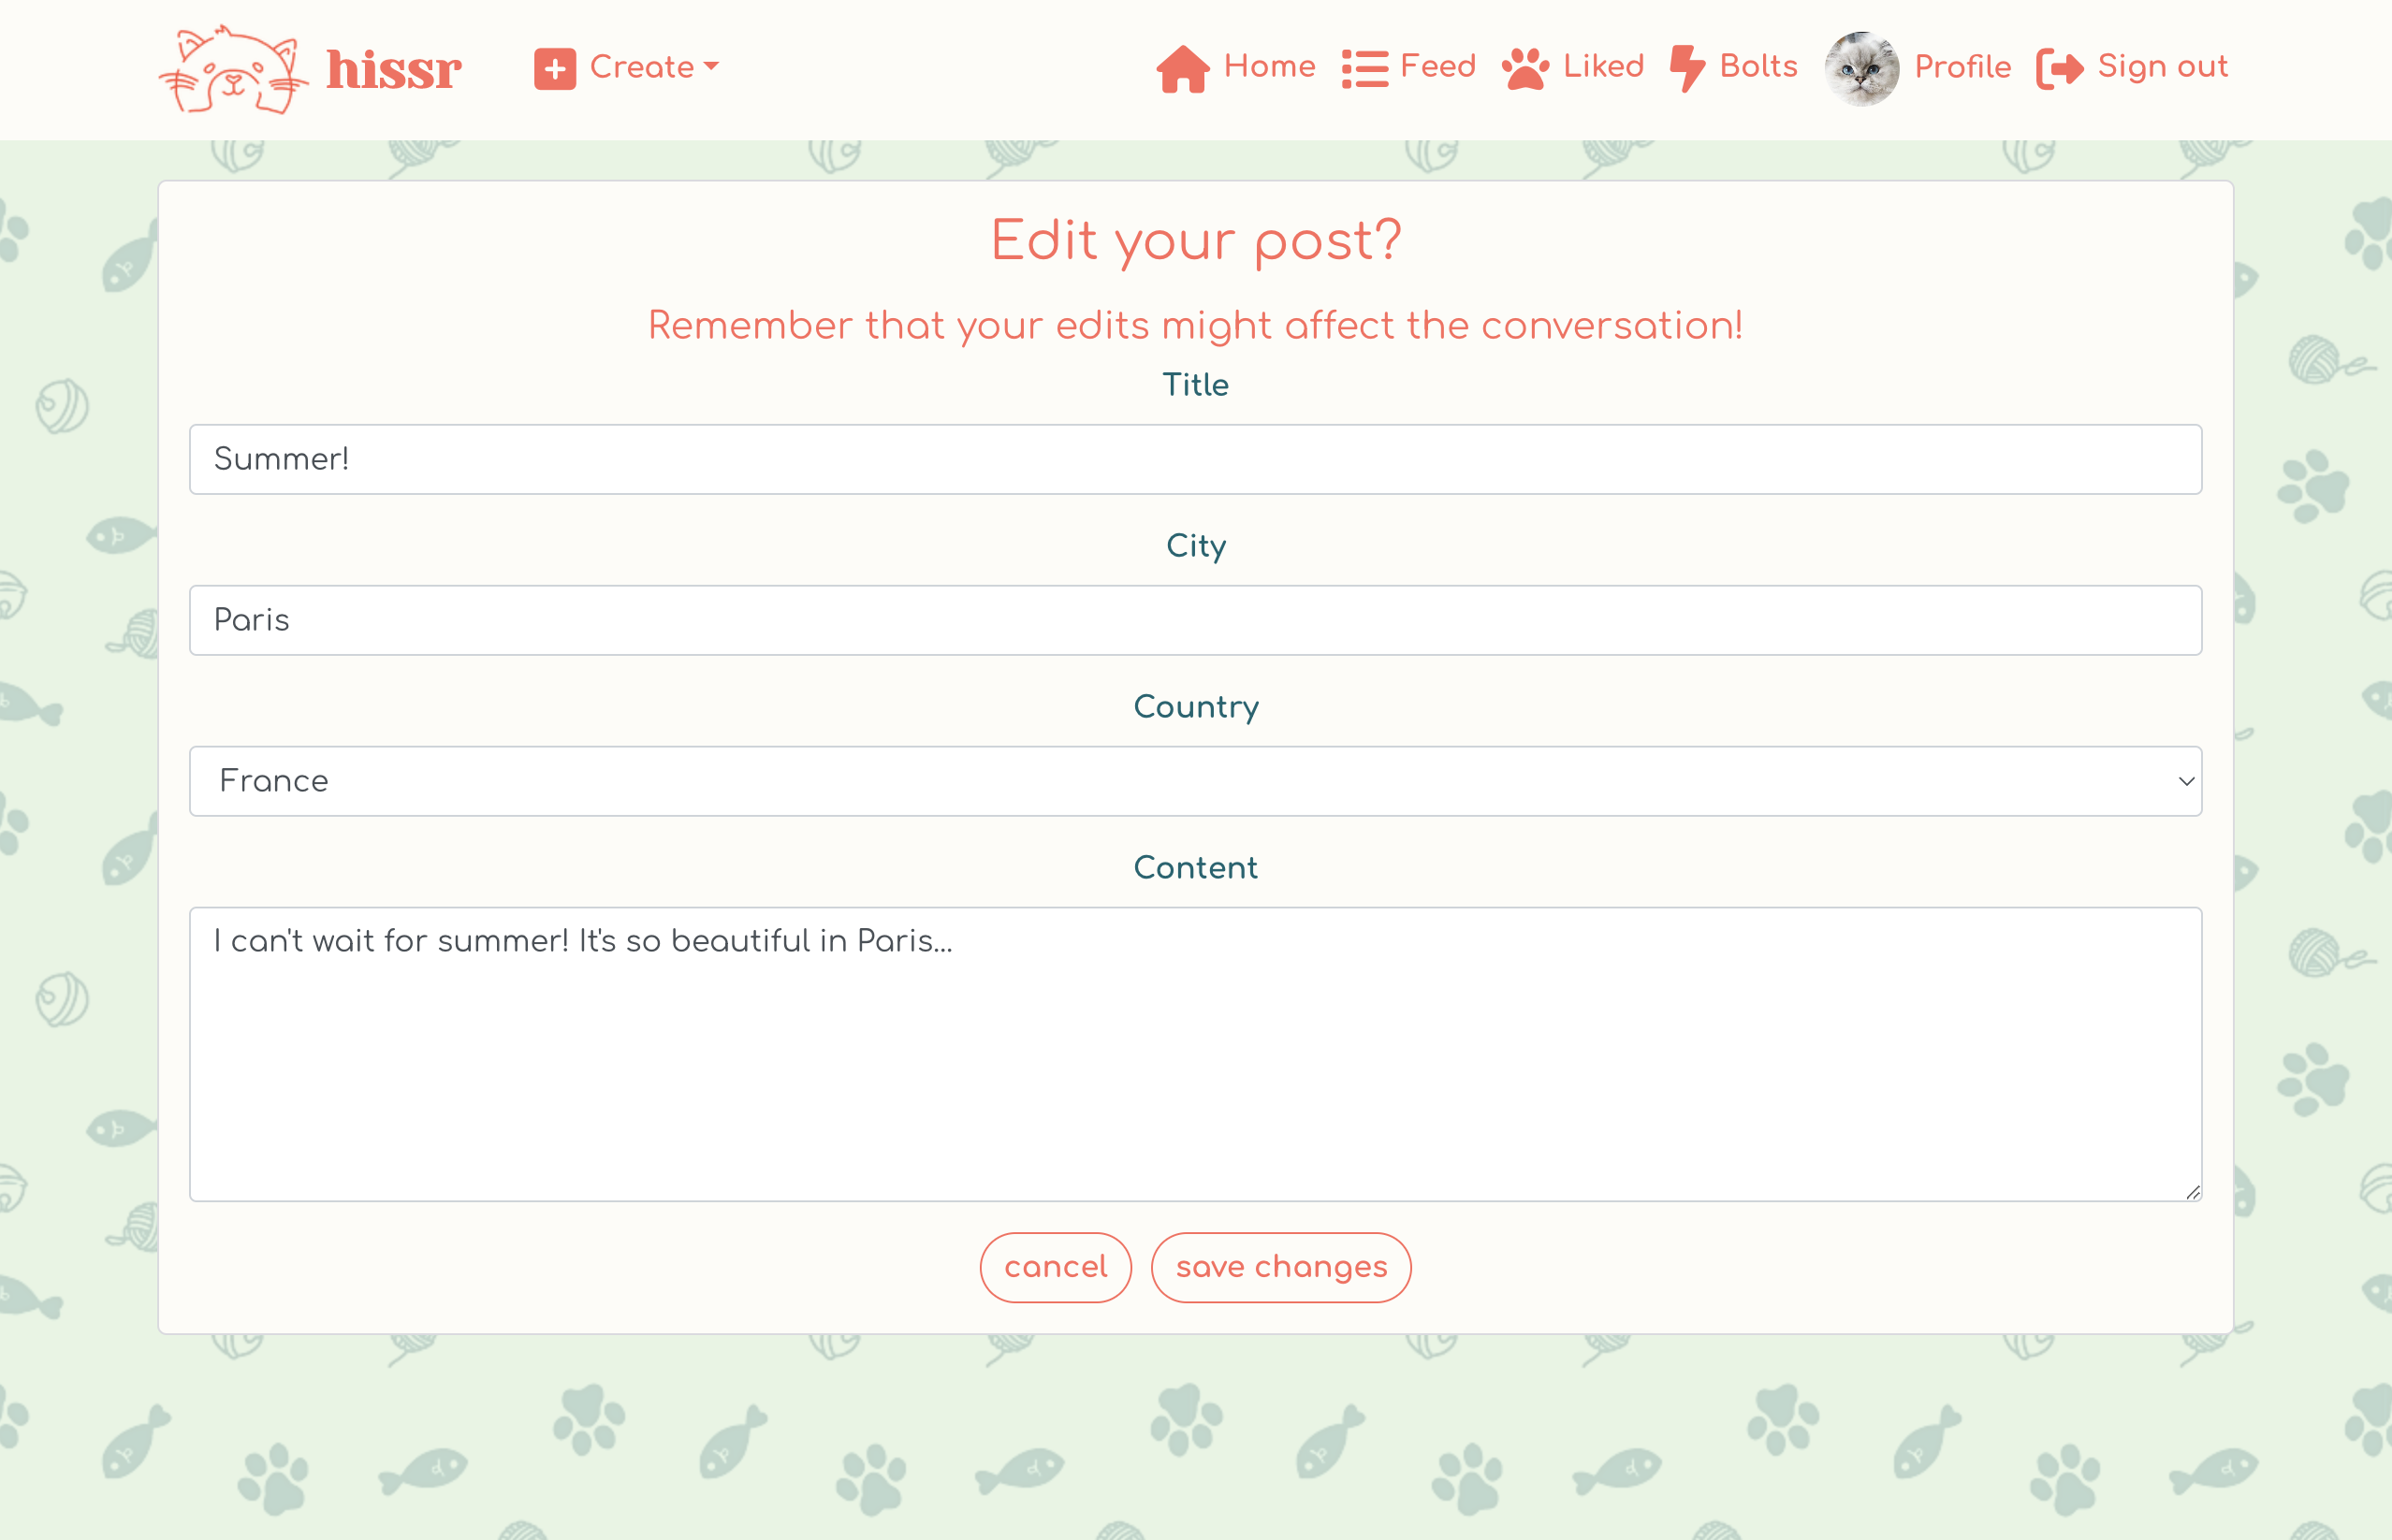 hissr Create Home Feed Liked Bolts Profile Sign out
Edit your post?
Remember that your edits might affect the conversation!
Title
Summer!
City
Paris
Country
France
Content
I can't wait for summer! It's so beautiful in Paris...
cancel save changes